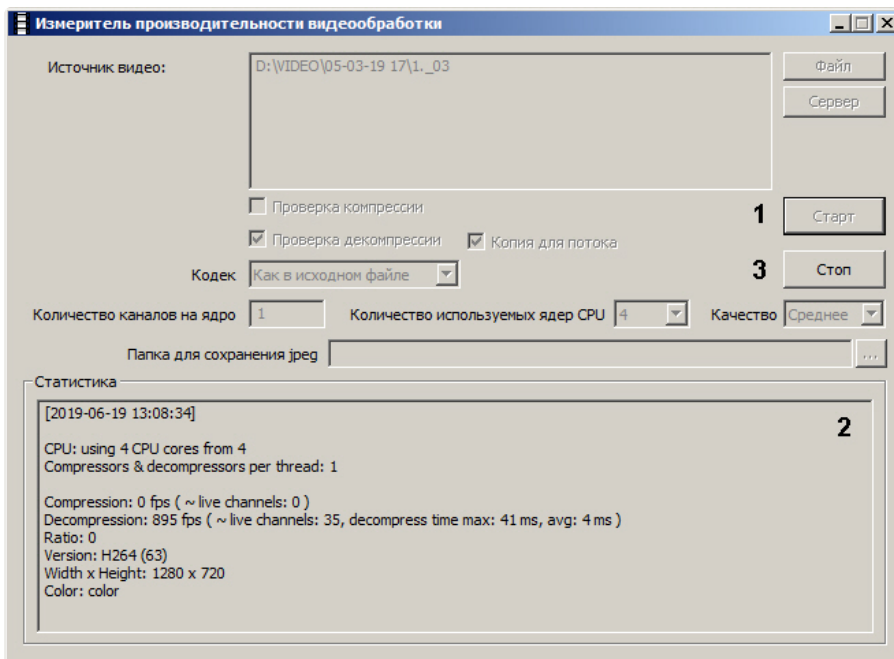 Измеритель производительности видеообработки
Источник видео:
D:\VIDEO\05-03-19 17\1._03
Файл
Сервер
Проверка компрессии
1
Старт
Проверка декомпрессии
Копия для потока
Кодек
Как в исходном файле
3
Стоп
Количество каналов на ядро
1
Количество используемых ядер CPU
4
Качество
Среднее
Папка для сохранения jpeg
...
Статистика
[2019-06-19 13:08:34]
2
CPU: using 4 CPU cores from 4
Compressors & decompressors per thread: 1
Compression: 0 fps ( ~ live channels: 0 )
Decompression: 895 fps ( ~ live channels: 35, decompress time max: 41 ms, avg: 4 ms )
Ratio: 0
Version: H264 (63)
Width x Height: 1280 x 720
Color: color